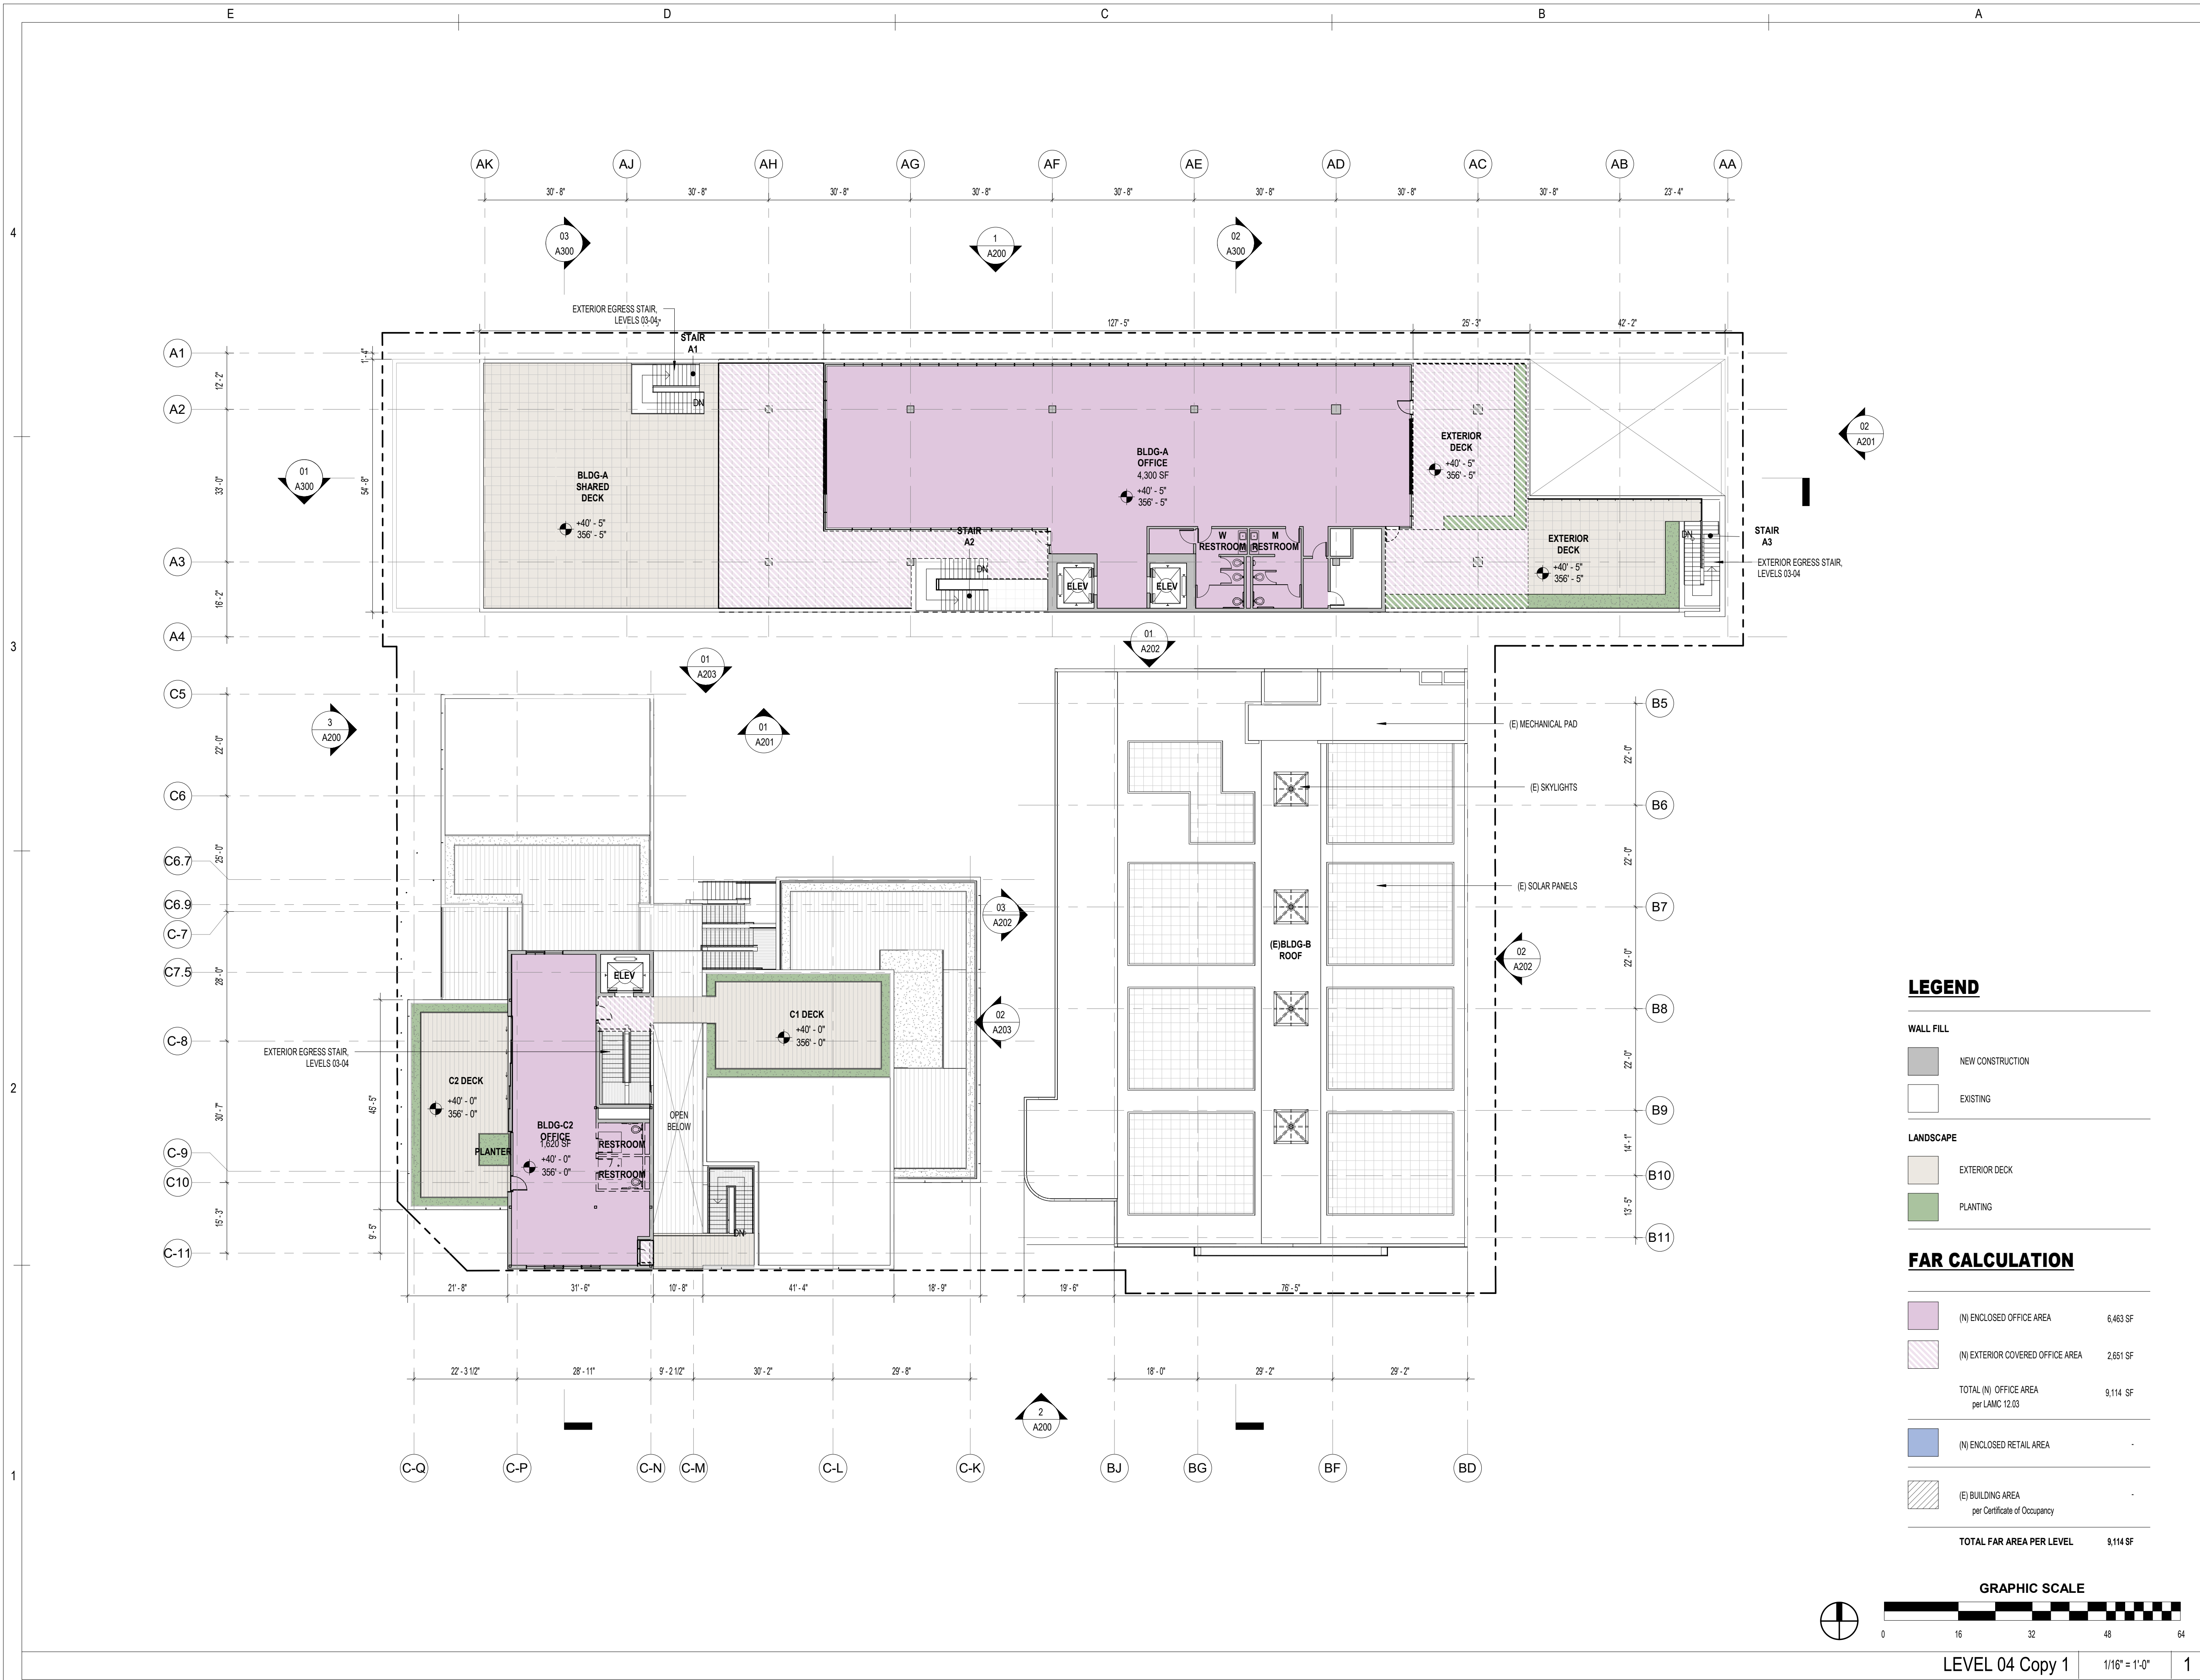 E D C B A
AK AJ AH AG AF AE AD AC AB AA
30' - 8" 30' - 8" 30' - 8" 30' - 8" 30' - 8" 30' - 8" 30' - 8" 30' - 8" 23' - 4"
4
03
A300
1
A200
02
A300
EXTERIOR EGRESS STAIR,
LEVELS 03-04
127' - 5" 25' - 3" 42' - 2"
STAIR
A1
A1
12' - 2"
1' - 4"
A2
DN
02
A201
EXTERIOR
DECK
+40' - 5"
356' - 5"
BLDG-A
OFFICE
4,300 SF
+40' - 5"
356' - 5"
01
A300
33' - 0"
54' - 8"
BLDG-A
SHARED
DECK
+40' - 5"
356' - 5"
STAIR
A2
W
RESTROOM
M
RESTROOM
EXTERIOR
DECK
+40' - 5"
356' - 5"
DN
STAIR
A3
EXTERIOR EGRESS STAIR,
LEVELS 03-04
A3
DN
ELEV
ELEV
16' - 2"
A4
3
01
A203
01
A202
C5
B5
3
A200
01
A201
(E) MECHANICAL PAD
22' - 0"
22' - 0"
(E) SKYLIGHTS
C6
B6
25' - 0"
22' - 0"
C6.7
(E) SOLAR PANELS
C6.9
B7
03
A202
C-7
(E)BLDG-B
ROOF
22' - 0"
02
A202
C7.5
ELEV
28' - 0"
B8
C1 DECK
+40' - 0"
356' - 0"
02
A203
C-8
EXTERIOR EGRESS STAIR,
LEVELS 03-04
22' - 0"
2
C2 DECK
+40' - 0"
356' - 0"
45' - 5"
30' - 7"
OPEN
BELOW
B9
BLDG-C2
OFFICE
1,620 SF
+40' - 0"
356' - 0"
RESTROOM
RESTROOM
PLANTER
14' - 1"
C-9
C10
B10
15' - 3"
9' - 5"
13' - 5"
DN
C-11
B11
21' - 8" 31' - 6" 10' - 8" 41' - 4" 18' - 9" 19' - 6" 76' - 5"
22' - 3 1/2" 28' - 11" 9' - 2 1/2" 30' - 2" 29' - 8" 18' - 0" 29' - 2" 29' - 2"
2
A200
C-Q C-P C-N C-M C-L C-K BJ BG BF BD
1
LEGEND
WALL FILL
NEW CONSTRUCTION
EXISTING
LANDSCAPE
EXTERIOR DECK
PLANTING
FAR CALCULATION
(N) ENCLOSED OFFICE AREA 6,463 SF
(N) EXTERIOR COVERED OFFICE AREA 2,651 SF
TOTAL (N) OFFICE AREA 9,114 SF
per LAMC 12.03
(N) ENCLOSED RETAIL AREA -
(E) BUILDING AREA -
per Certificate of Occupancy
TOTAL FAR AREA PER LEVEL 9,114 SF
GRAPHIC SCALE
0 16 32 48 64
LEVEL 04 Copy 1 1/16" = 1'-0" 1